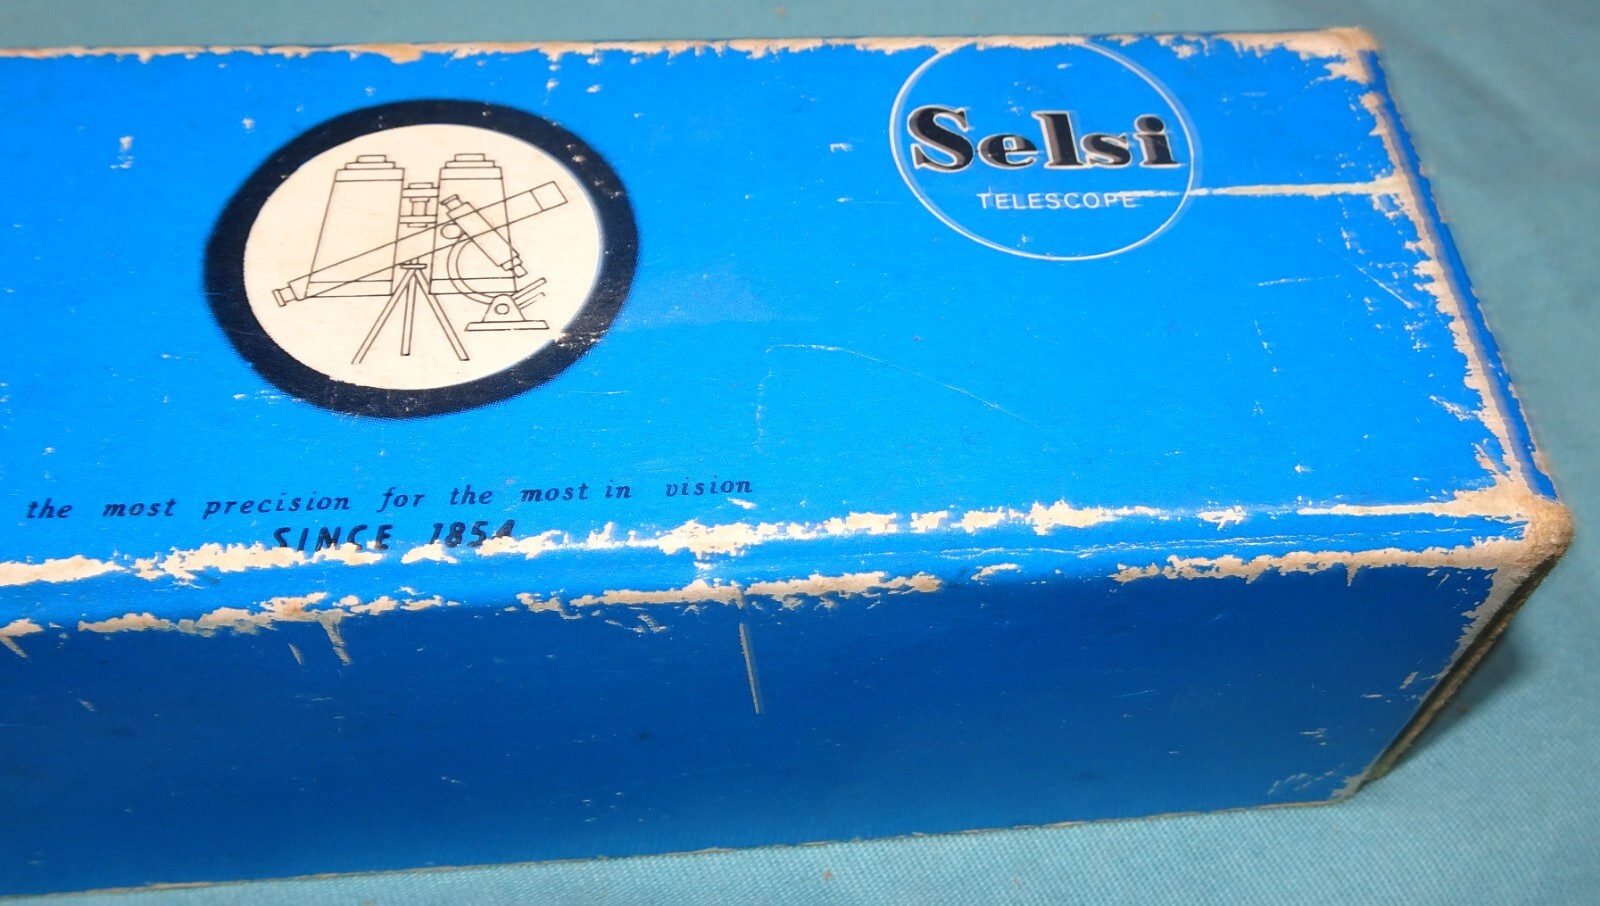 Selsi
TELESCOPE
the most precision for the most in vision
SINCE 1854